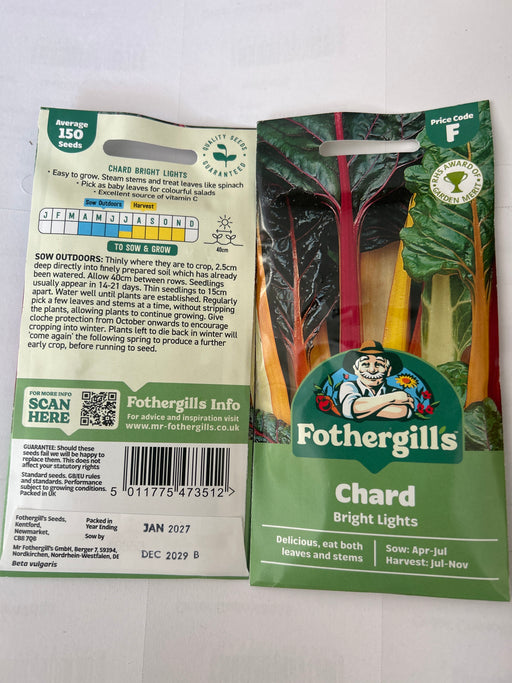 Average
150
Seeds
QUALITY SEEDS
GUARANTEED
CHARD BRIGHT LIGHTS
• Easy to grow. Steam stems and treat leaves like spinach
• Pick as baby leaves for colourful salads
• Excellent source of vitamin C
Sow Outdoors Harvest
J F M A M J J A S O N D
TO SOW & GROW
40cm
SOW OUTDOORS: Thinly where they are to crop, 2.5cm
deep directly into finely prepared soil which has already
been watered. Allow 40cm between rows. Seedlings
usually appear in 14-21 days. Thin seedlings to 15cm
apart. Water well until plants are established. Regularly
pick a few leaves and stems at a time, without stripping
the plants, allowing plants to continue growing. Give
cloche protection from October onwards to encourage
cropping into winter. Plants left to die back in winter will
'come again' the following spring to produce a further
early crop, before running to seed.
FOR MORE INFO
SCAN
HERE
Fothergills Info
For advice and inspiration visit
www.mr-fothergills.co.uk
GUARANTEE: Should these
seeds fail we will be happy to
replace them. This does not
affect your statutory rights
Standard seeds. GB/EU rules
and standards. Performance
subject to growing conditions.
Packed in UK
5 011775 473512 >
Fothergill's Seeds,
Kentford,
Newmarket,
CB8 7QB
Mr Fothergill's GmbH, Berger 7, 59394,
Nordkirchen, Nordrhein-Westfalen, DE
Beta vulgaris
Packed in
Year Ending
JAN 2027
Sow by
DEC 2029 B
Price Code
F
RHS AWARD OF
GARDEN MERIT
Fothergill's
Chard
Bright Lights
Delicious, eat both
leaves and stems
Sow: Apr-Jul
Harvest: Jul-Nov